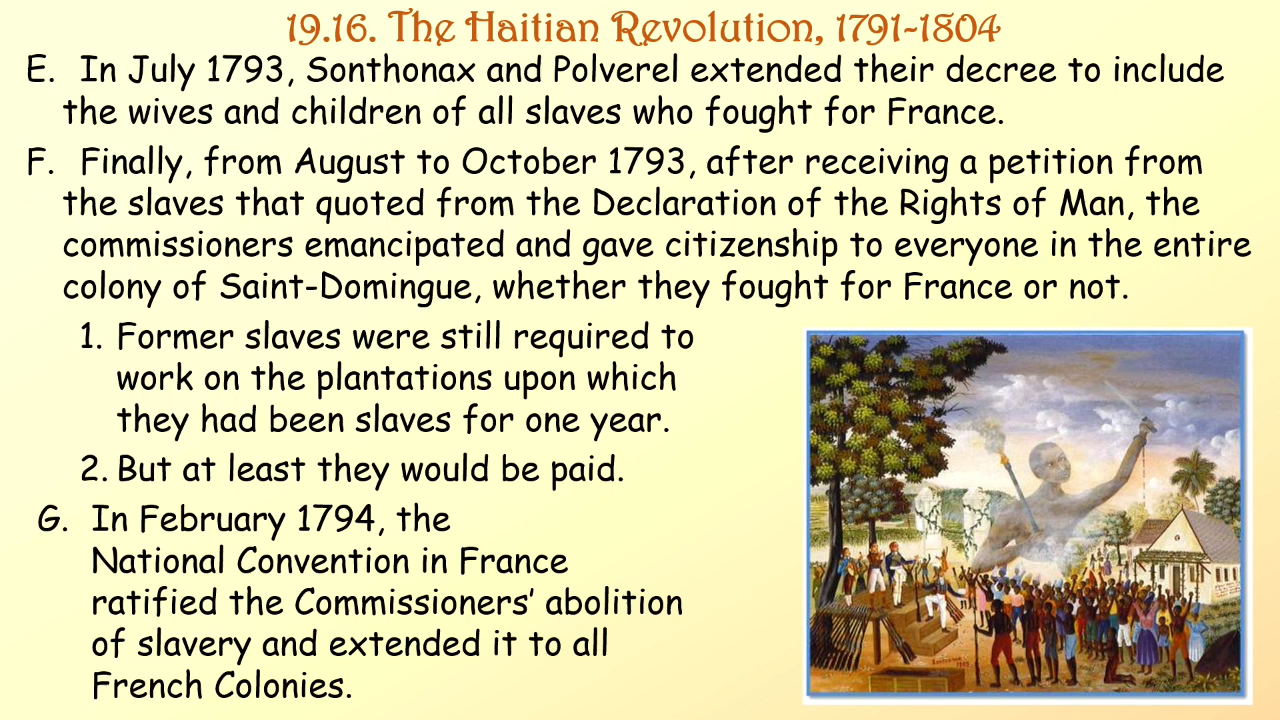 19.16. The Haitian Revolution, 1791-1804
E. In July 1793, Sonthonax and Polverel extended their decree to include
the wives and children of all slaves who fought for France.
F. Finally, from August to October 1793, after receiving a petition from
the slaves that quoted from the Declaration of the Rights of Man, the
commissioners emancipated and gave citizenship to everyone in the entire
colony of Saint-Domingue, whether they fought for France or not.
1. Former slaves were still required to
work on the plantations upon which
they had been slaves for one year.
2. But at least they would be paid.
G. In February 1794, the
National Convention in France
ratified the Commissioners’ abolition
of slavery and extended it to all
French Colonies.